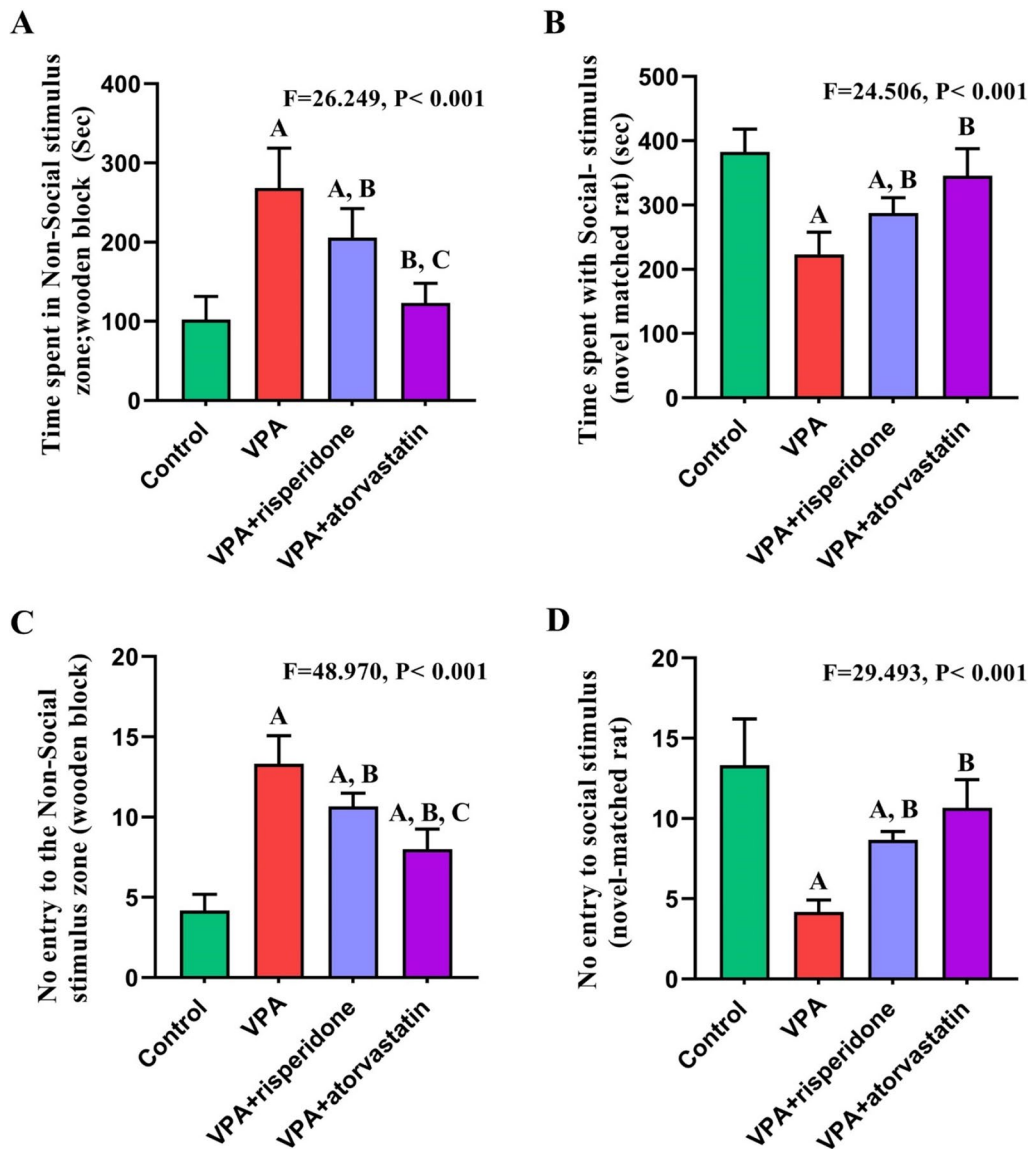 A
Time spent in Non-Social stimulus
zone;wooden block (Sec)
400
300
200
100
0
F=26.249, P< 0.001
A
A, B
B, C
Control
VPA
VPA+risperidone
VPA+atorvastatin
B
Time spent with Social- stimulus
(novel matched rat) (sec)
500
400
300
200
100
0
F=24.506, P< 0.001
A
A, B
B
Control
VPA
VPA+risperidone
VPA+atorvastatin
C
No entry to the Non-Social
stimulus zone (wooden block)
20
15
10
5
0
F=48.970, P< 0.001
A
A, B
A, B, C
Control
VPA
VPA+risperidone
VPA+atorvastatin
D
No entry to social stimulus
(novel-matched rat)
20
15
10
5
0
F=29.493, P< 0.001
A
A, B
B
Control
VPA
VPA+risperidone
VPA+atorvastatin